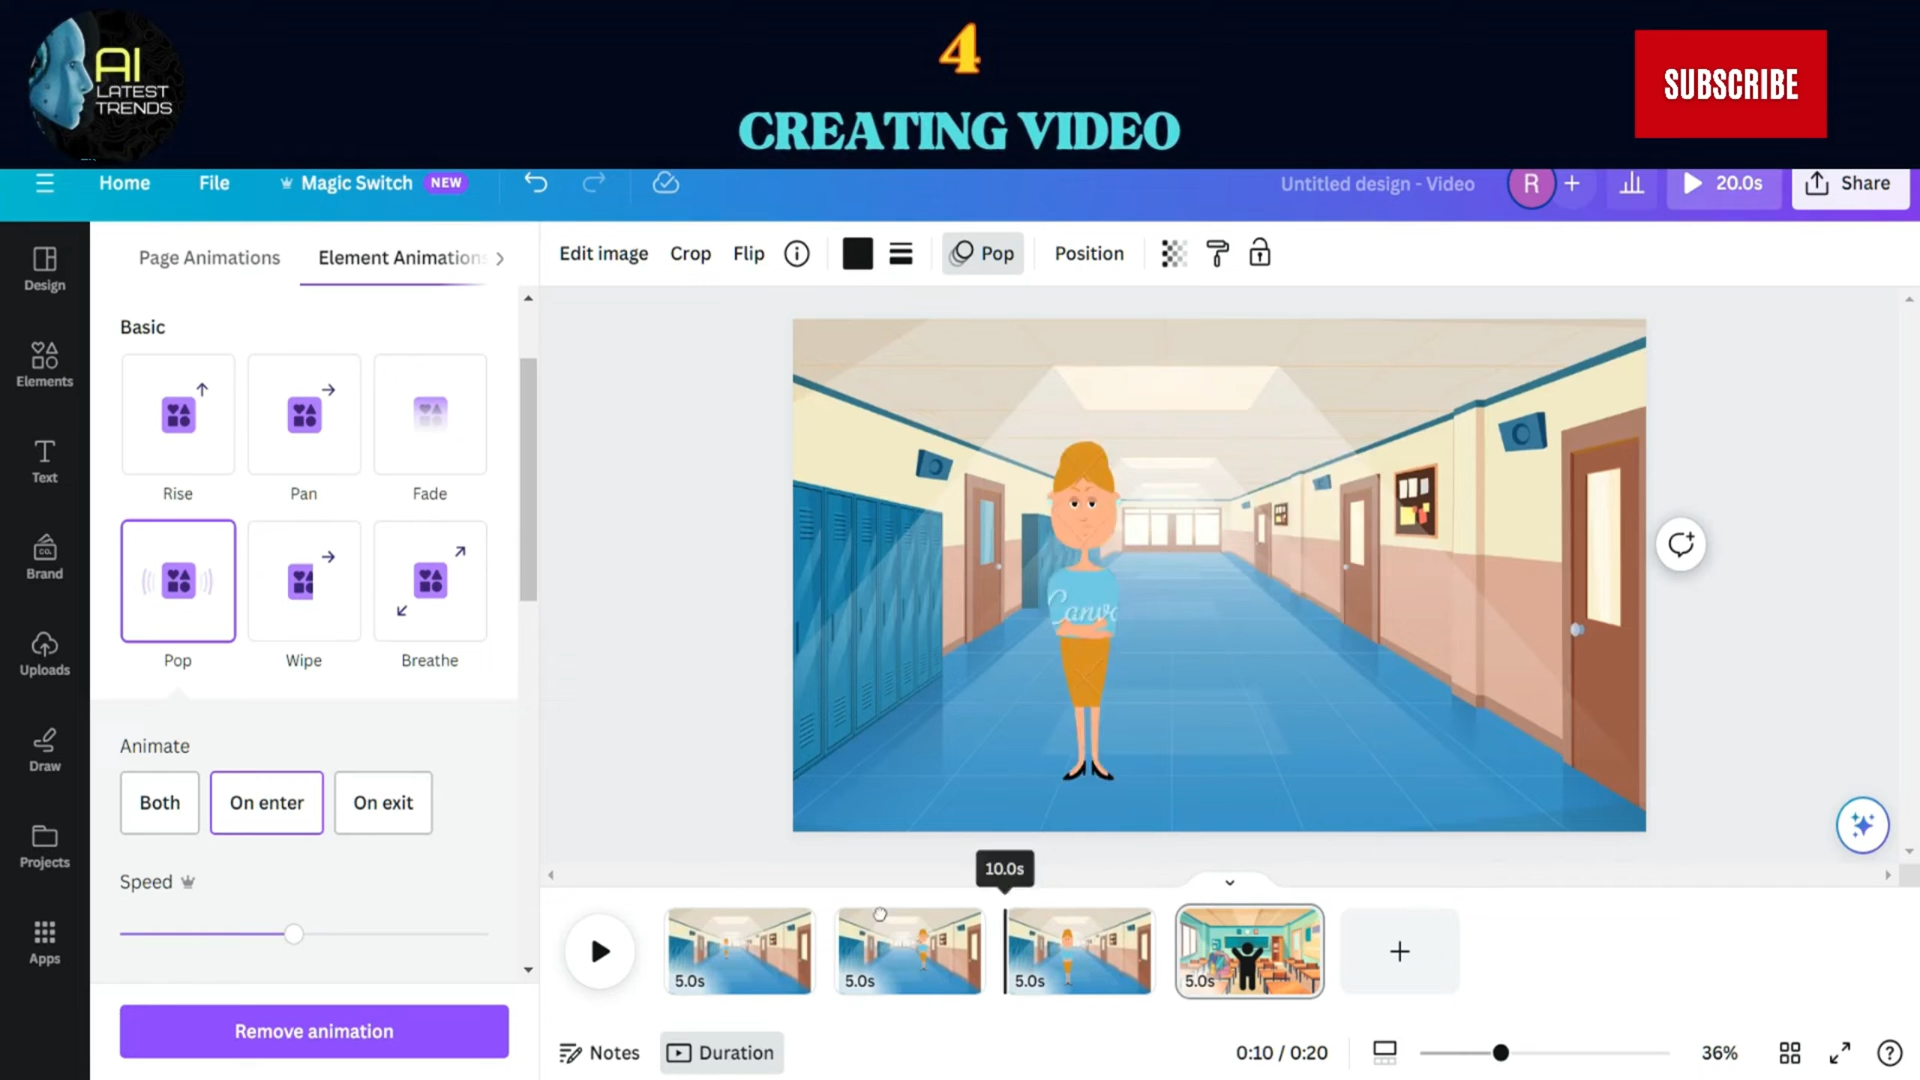 AI
LATEST
TRENDS
4
CREATING VIDEO
SUBSCRIBE
Home
File
Magic Switch
NEW
Untitled design - Video
R
20.0s
Share
Design
Elements
Text
CO.
Brand
Uploads
Draw
Projects
Apps
Page Animations
Element Animations
Basic
Rise
Pan
Fade
Pop
Wipe
Breathe
Animate
Both
On enter
On exit
Speed
Remove animation
Edit image
Crop
Flip
Pop
Position
Canva
10.0s
5.0s
5.0s
5.0s
5.0s
Notes
Duration
0:10 / 0:20
36%